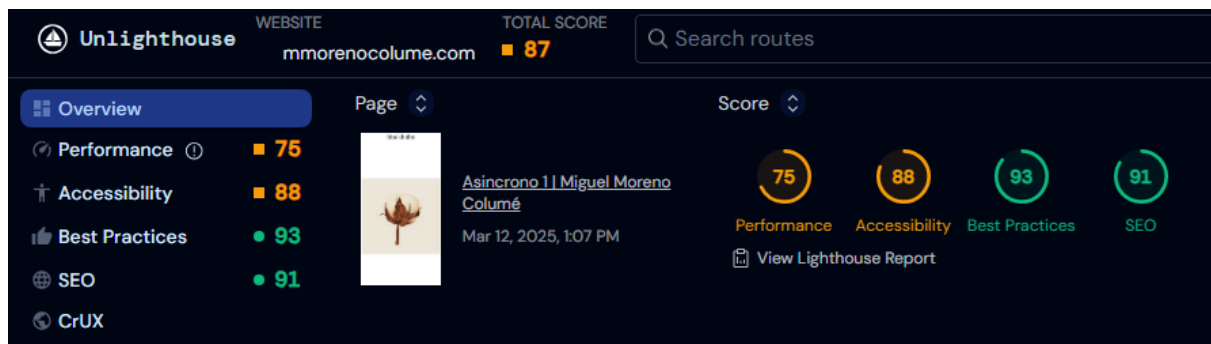 Unlighthouse
WEBSITE
mmorenocolume.com
TOTAL SCORE
87
Search routes
Overview
Performance 75
Accessibility 88
Best Practices 93
SEO 91
CrUX
Page
Score
Asincrono 1 | Miguel Moreno
Columé
Mar 12, 2025, 1:07 PM
75 88 93 91
Performance Accessibility Best Practices SEO
View Lighthouse Report